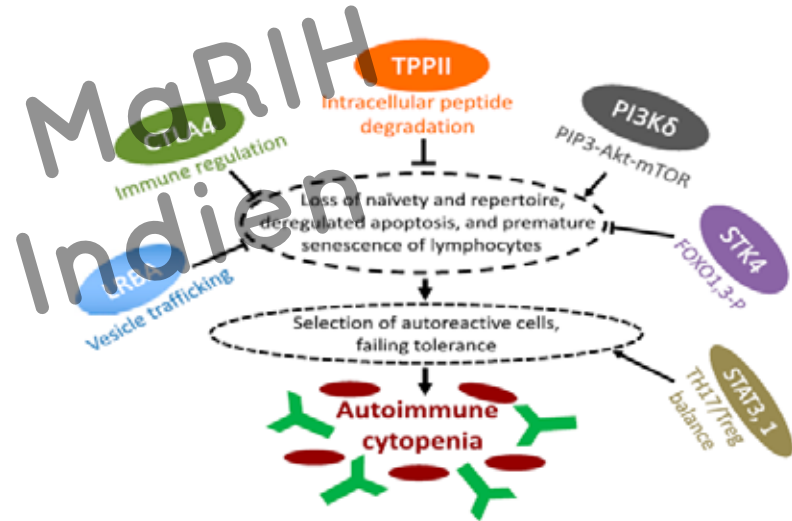 MaRIH
Indien
TPPII
Intracellular peptide
degradation
CTLA4
Immune regulation
PI3Kδ
PIP3-Akt-mTOR
LRBA
Vesicle trafficking
STK4
FOXO1,3-P
Loss of naïvety and repertoire,
deregulated apoptosis, and premature
senescence of lymphocytes
Selection of autoreactive cells,
failing tolerance
STAT3, 1
TH17/Treg
balance
Autoimmune
cytopenia